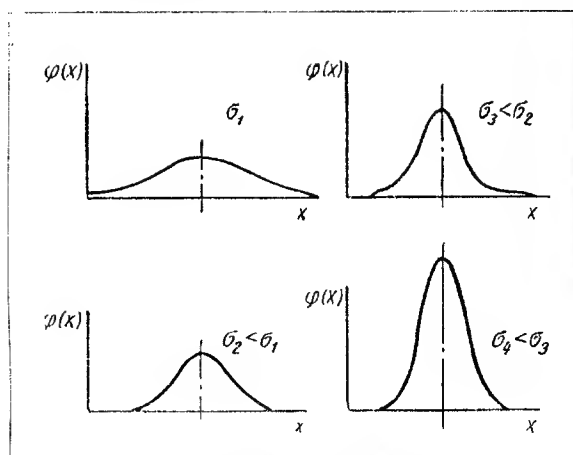 φ(x)
σ₁
x
φ(x)
σ₃ < σ₂
x
φ(x)
σ₂ < σ₁
x
φ(x)
σ₄ < σ₃
x